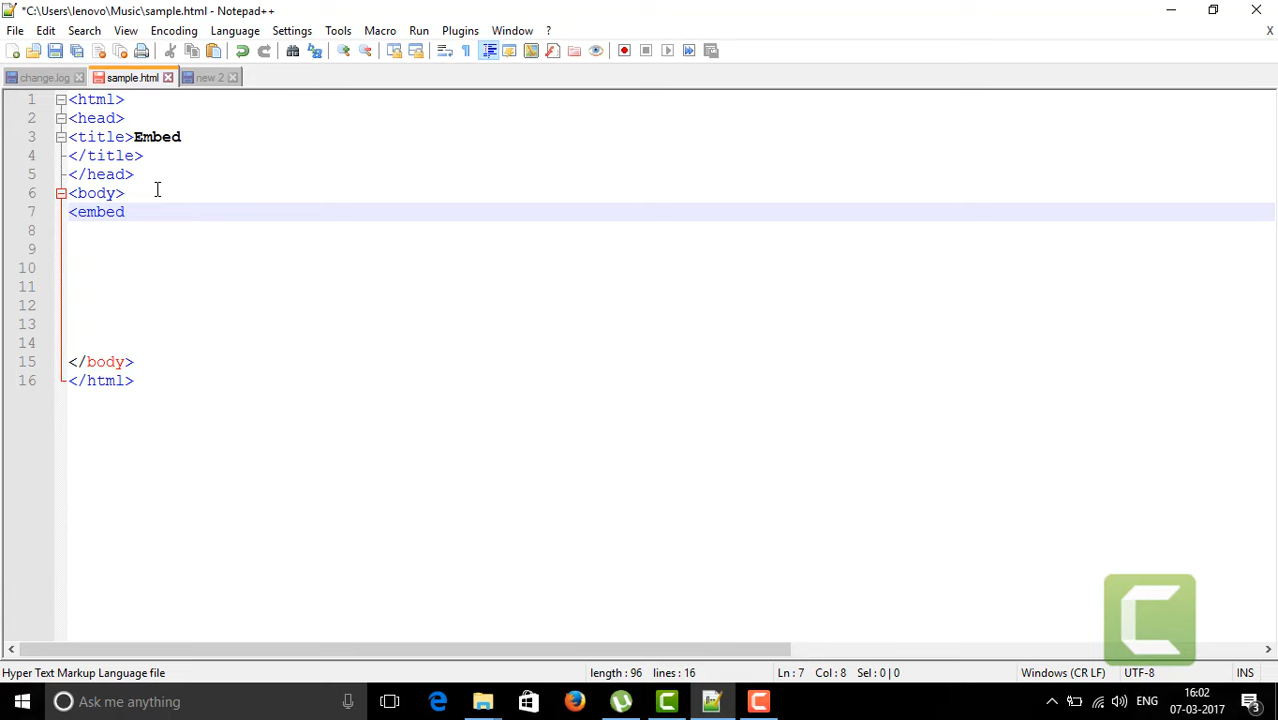 *C:\Users\lenovo\Music\sample.html - Notepad++
File Edit Search View Encoding Language Settings Tools Macro Run Plugins Window ? X
change.log sample.html new 2
1 <html>
2 <head>
3 <title>Embed
4 </title>
5 </head>
6 <body>
7 <embed
8
9
10
11
12
13
14
15 </body>
16 </html>
Hyper Text Markup Language file length : 96 lines : 16 Ln : 7 Col : 8 Sel : 0 | 0 Windows (CR LF) UTF-8 INS
Ask me anything ENG 16:02 07-03-2017 3